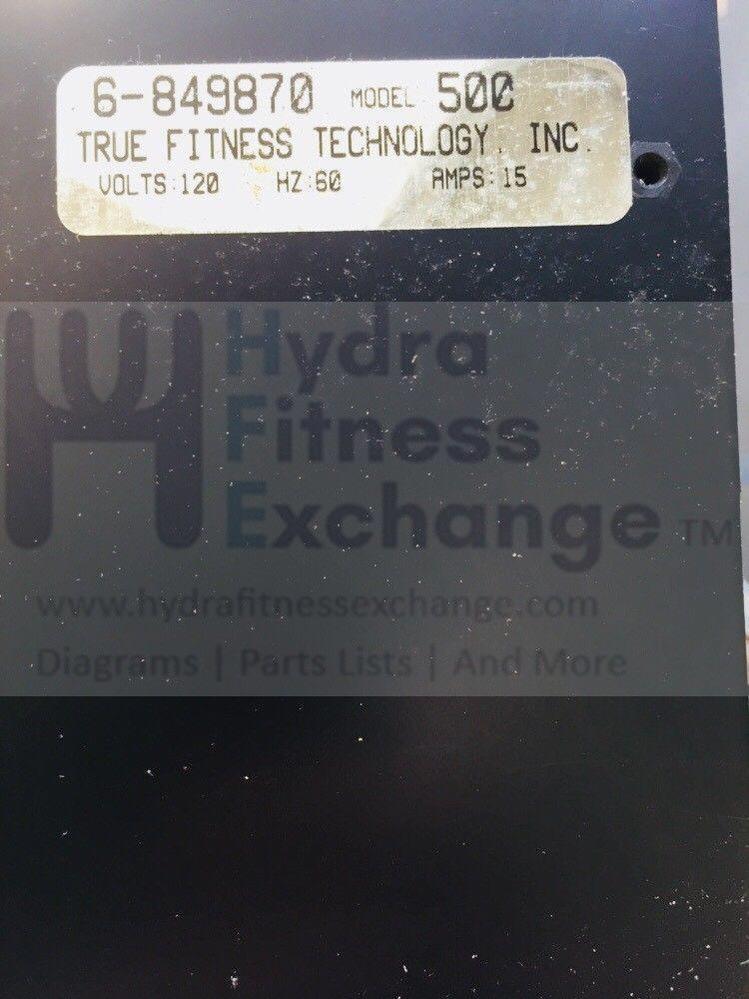 6-849870 MODEL 500
TRUE FITNESS TECHNOLOGY, INC.
VOLTS:120 HZ:60 AMPS:15
Hydra
Fitness
Exchange TM
www.hydrafitnessexchange.com
Diagrams | Parts Lists | And More